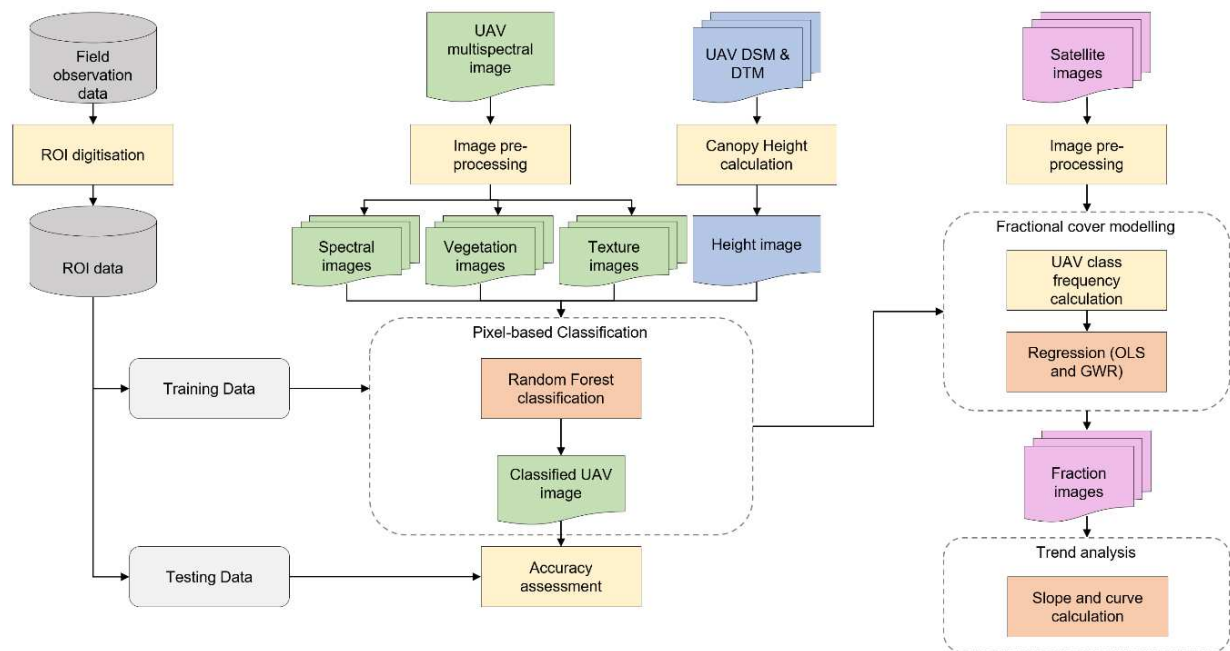 Field
observation
data
UAV
multispectral
image
UAV DSM &
DTM
Satellite
images
ROI digitisation
Image pre-
processing
Canopy Height
calculation
Image pre-
processing
ROI data
Spectral
images
Vegetation
images
Texture
images
Height image
Fractional cover modelling
UAV class
frequency
calculation
Regression (OLS
and GWR)
Pixel-based Classification
Training Data
Random Forest
classification
Classified UAV
image
Fraction
images
Testing Data
Accuracy
assessment
Trend analysis
Slope and curve
calculation